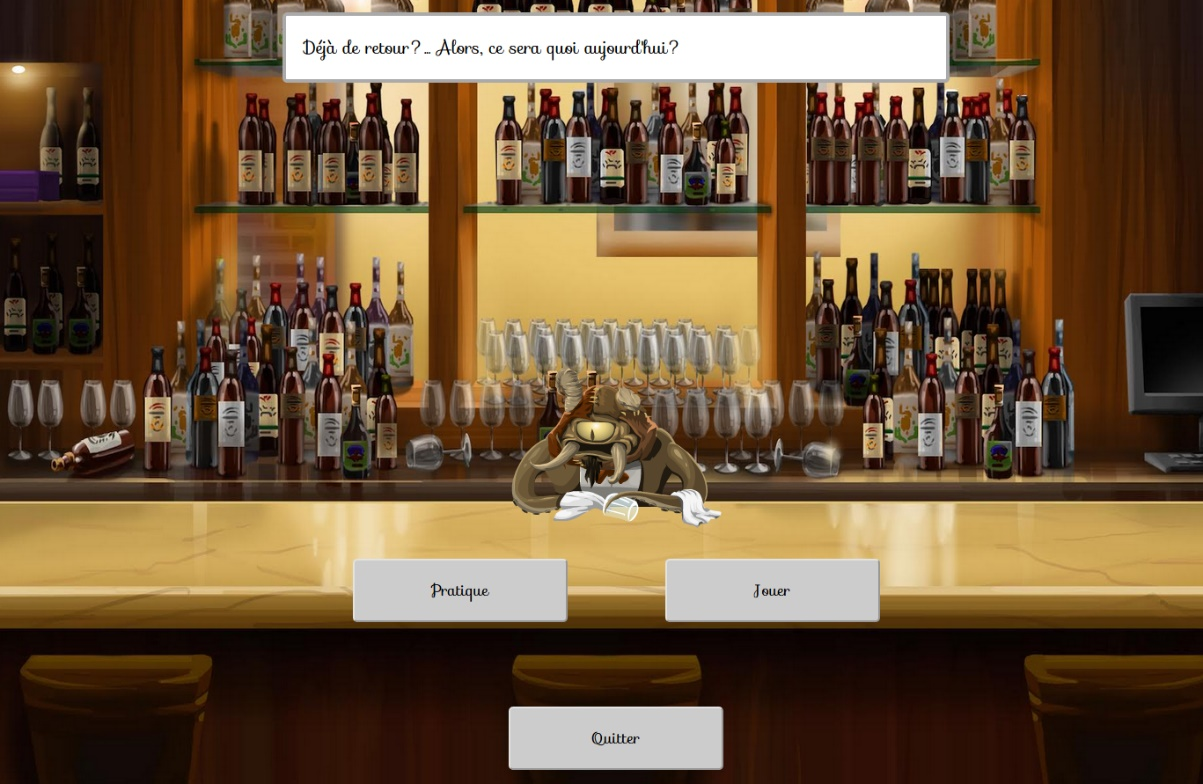 Déjà de retour?... Alors, ce sera quoi aujourd'hui?
Pratique
Jouer
Quitter